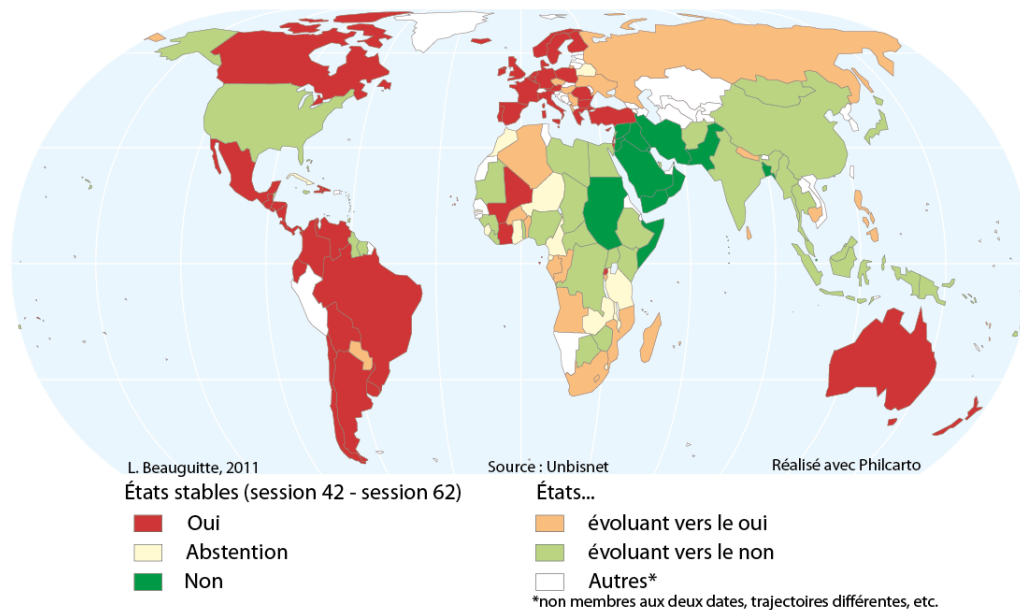 L. Beauguitte, 2011
Source : Unbisnet
Réalisé avec Philcarto
États stables (session 42 - session 62)
Oui
Abstention
Non
États...
évoluant vers le oui
évoluant vers le non
Autres*
*non membres aux deux dates, trajectoires différentes, etc.